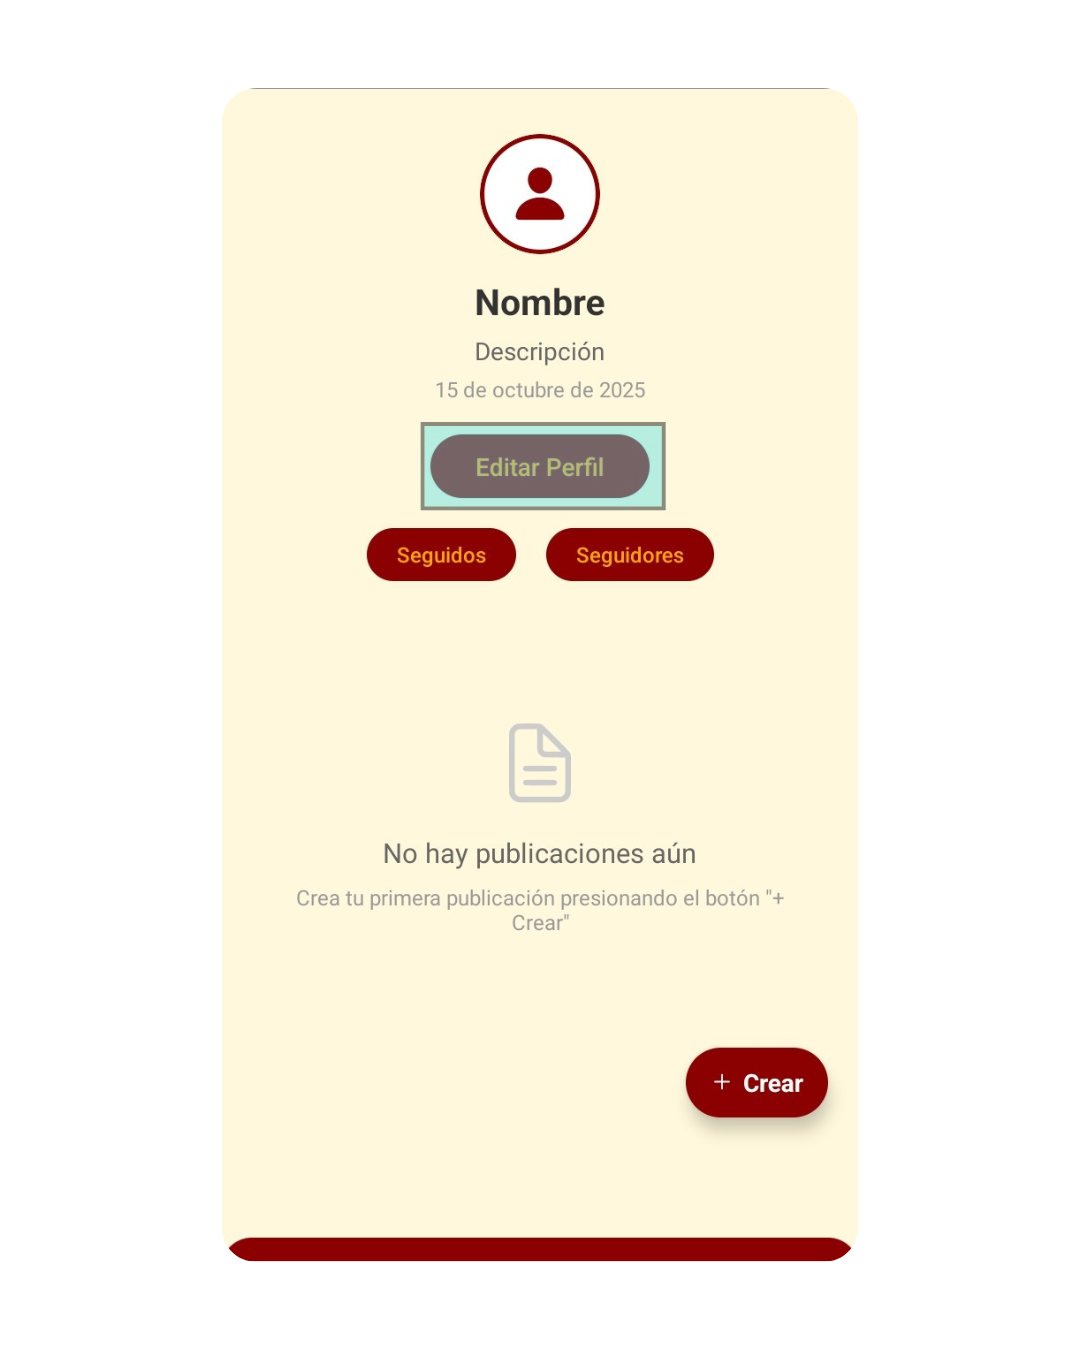 Nombre
Descripción
15 de octubre de 2025
Editar Perfil
Seguidos Seguidores
No hay publicaciones aún
Crea tu primera publicación presionando el botón "+
Crear"
+ Crear